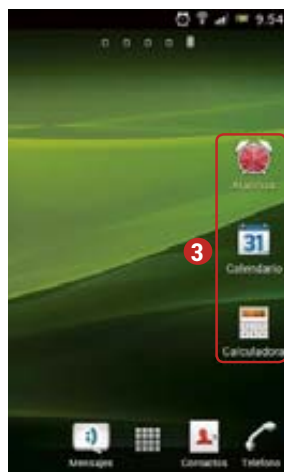 9.54
Alarmas
31
Calendario
3
Calculadora
Mensajes
Contactos
Teléfono